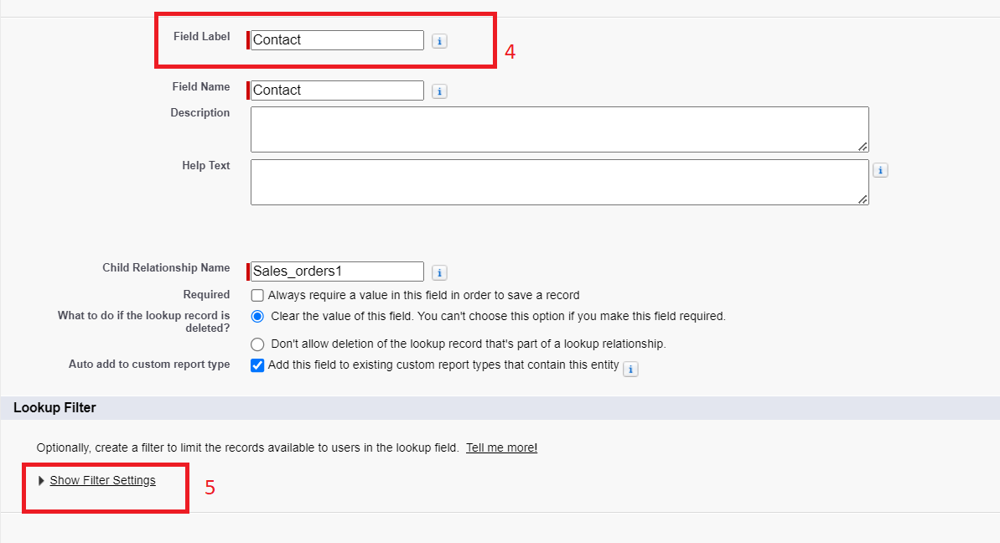 Field Label Contact i
4
Field Name Contact i
Description
Help Text i
Child Relationship Name Sales_orders1 i
Required Always require a value in this field in order to save a record
What to do if the lookup record is
deleted?
Clear the value of this field. You can't choose this option if you make this field required.
Don't allow deletion of the lookup record that's part of a lookup relationship.
Auto add to custom report type Add this field to existing custom report types that contain this entity i
Lookup Filter
Optionally, create a filter to limit the records available to users in the lookup field. Tell me more!
Show Filter Settings
5